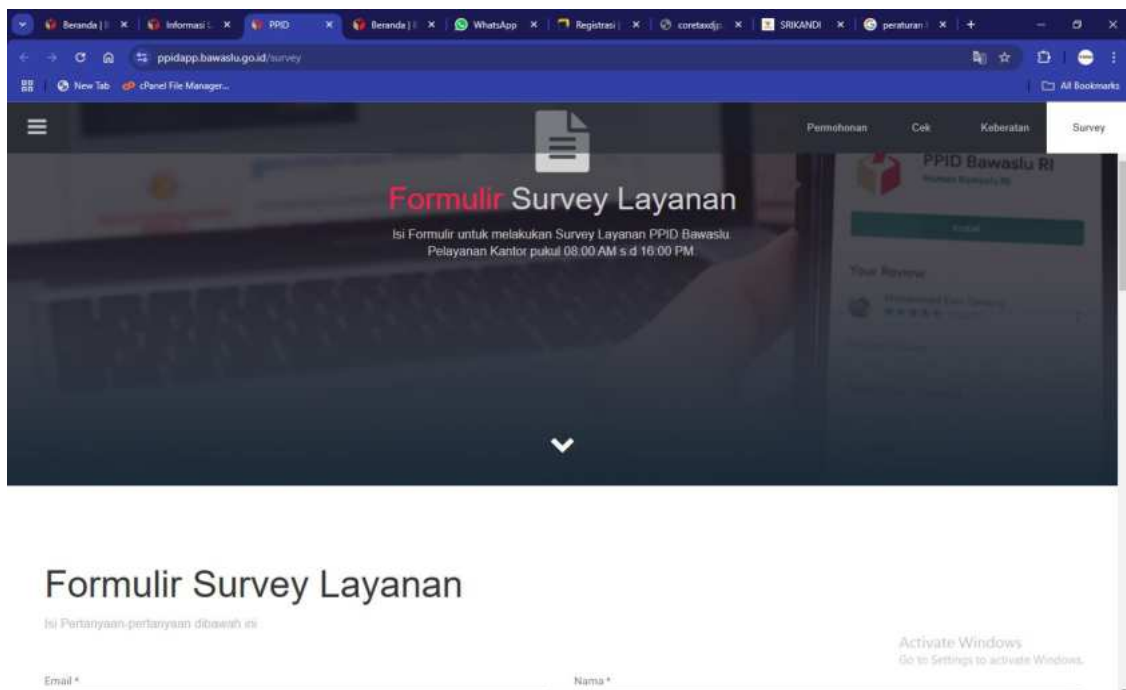 Beranda |
Informasi
PPID
Beranda |
WhatsApp
Registrasi |
SRIKANDI
peraturan
ppidapp.bawaslu.go.id/survey
New Tab
cPanel File Manager...
All Bookmarks
Permohonan
Cek
Keberatan
Survey
PPID Bawaslu RI
Formulir Survey Layanan
Isi Formulir untuk melakukan Survey Layanan PPID Bawaslu.
Pelayanan Kantor pukul 08:00 AM s.d 16:00 PM.
Your Review
Formulir Survey Layanan
Isi Pertanyaan-pertanyaan dibawah ini
Activate Windows
Go to Settings to activate Windows.
Email *
Nama *